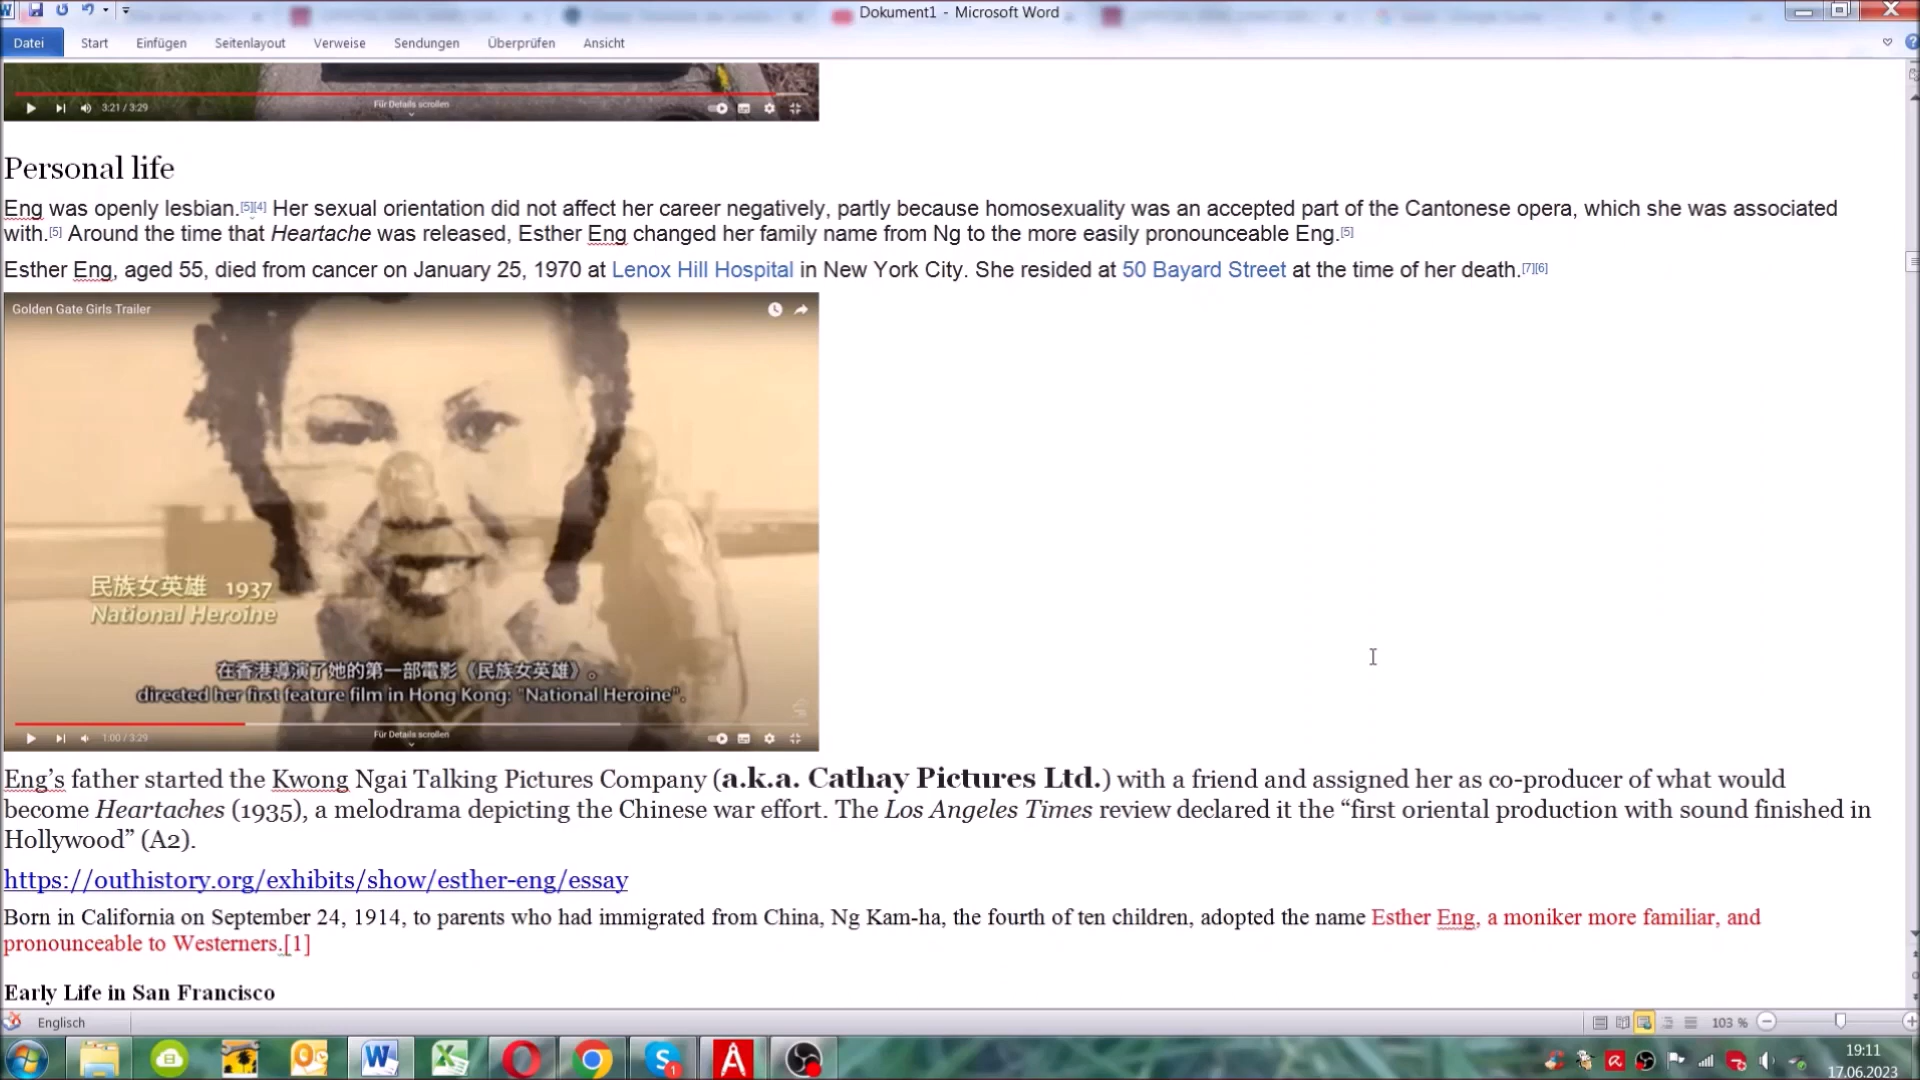 Dokument1 - Microsoft Word
Datei Start Einfügen Seitenlayout Verweise Sendungen Überprüfen Ansicht
3:21 / 3:29
Für Details scrollen
Personal life
Eng was openly lesbian.[5][4] Her sexual orientation did not affect her career negatively, partly because homosexuality was an accepted part of the Cantonese opera, which she was associated
with.[5] Around the time that Heartache was released, Esther Eng changed her family name from Ng to the more easily pronounceable Eng.[5]
Esther Eng, aged 55, died from cancer on January 25, 1970 at Lenox Hill Hospital in New York City. She resided at 50 Bayard Street at the time of her death.[7][6]
Golden Gate Girls Trailer
民族女英雄 1937
National Heroine
在香港導演了她的第一部電影《民族女英雄》。
directed her first feature film in Hong Kong: "National Heroine".
1:00 / 3:29
Für Details scrollen
Eng’s father started the Kwong Ngai Talking Pictures Company (a.k.a. Cathay Pictures Ltd.) with a friend and assigned her as co-producer of what would
become Heartaches (1935), a melodrama depicting the Chinese war effort. The Los Angeles Times review declared it the “first oriental production with sound finished in
Hollywood” (A2).
https://outhistory.org/exhibits/show/esther-eng/essay
Born in California on September 24, 1914, to parents who had immigrated from China, Ng Kam-ha, the fourth of ten children, adopted the name Esther Eng, a moniker more familiar, and
pronounceable to Westerners.[1]
Early Life in San Francisco
Englisch
103 %
19:11
17.06.2023